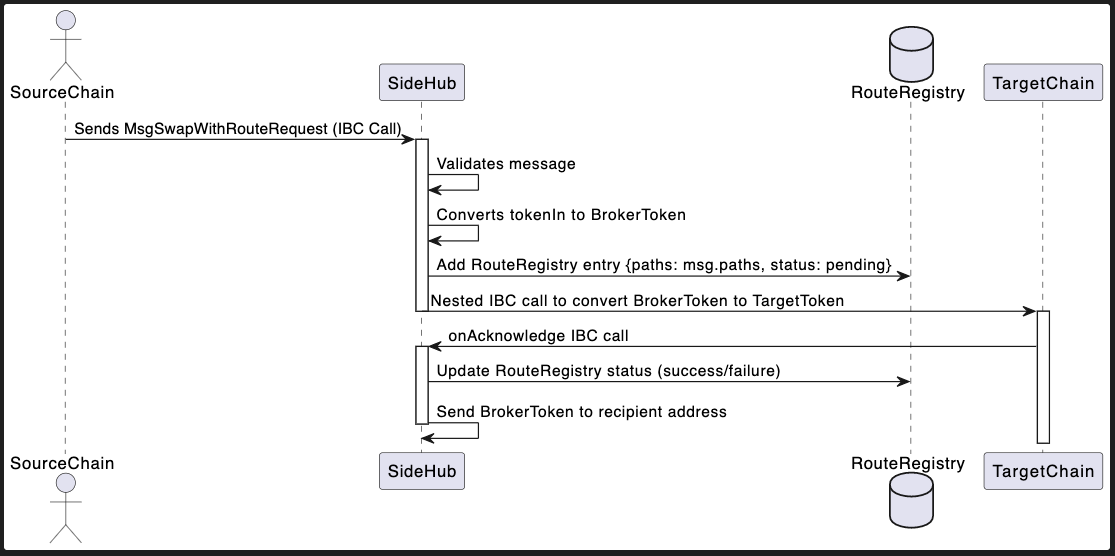 SourceChain
SideHub
RouteRegistry
TargetChain
Sends MsgSwapWithRouteRequest (IBC Call)
Validates message
Converts tokenIn to BrokerToken
Add RouteRegistry entry {paths: msg.paths, status: pending}
Nested IBC call to convert BrokerToken to TargetToken
onAcknowledge IBC call
Update RouteRegistry status (success/failure)
Send BrokerToken to recipient address
SourceChain
SideHub
RouteRegistry
TargetChain